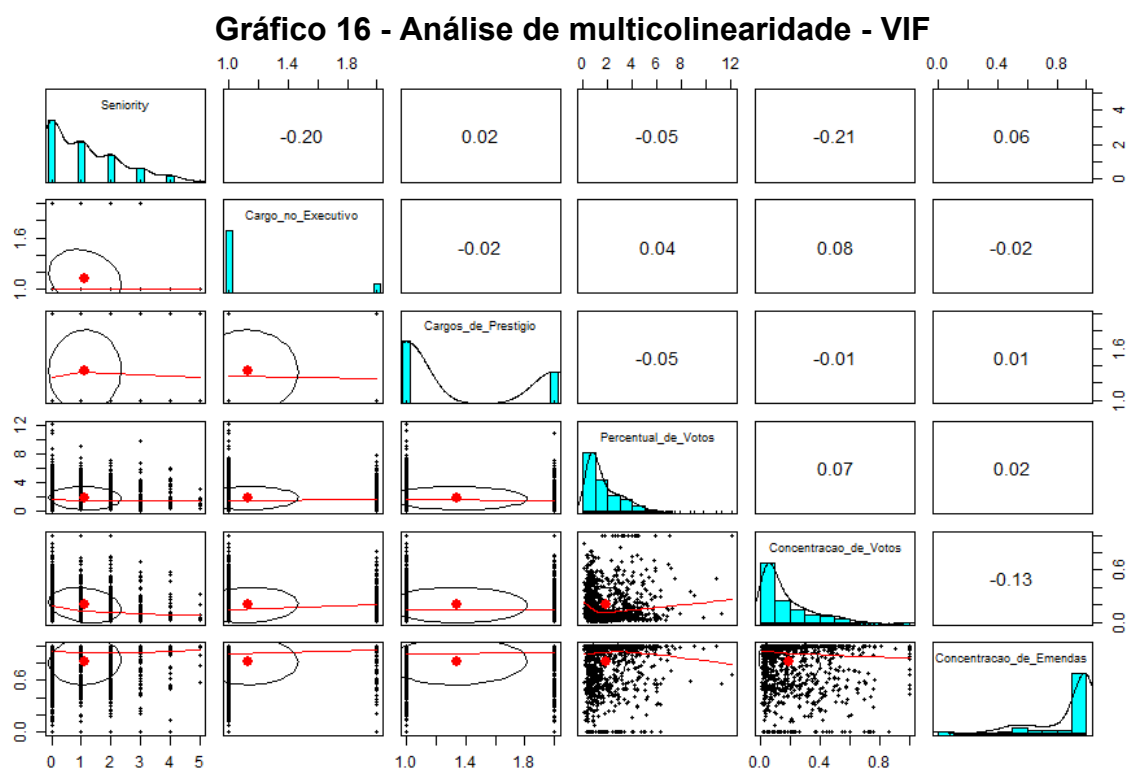 Gráfico 16 - Análise de multicolinearidade - VIF
1.0 1.4 1.8
0 2 4 6 8 12
0.0 0.4 0.8
Seniority
-0.20
0.02
-0.05
-0.21
0.06
0 2 4
1.0 1.6
Cargo_no_Executivo
-0.02
0.04
0.08
-0.02
Cargos_de_Prestigio
-0.05
-0.01
0.01
1.0 1.6
0 4 8 12
Percentual_de_Votos
0.07
0.02
Concentracao_de_Votos
-0.13
0.0 0.6
0.0 0.6
Concentracao_de_Emendas
0 1 2 3 4 5
1.0 1.4 1.8
0.0 0.4 0.8